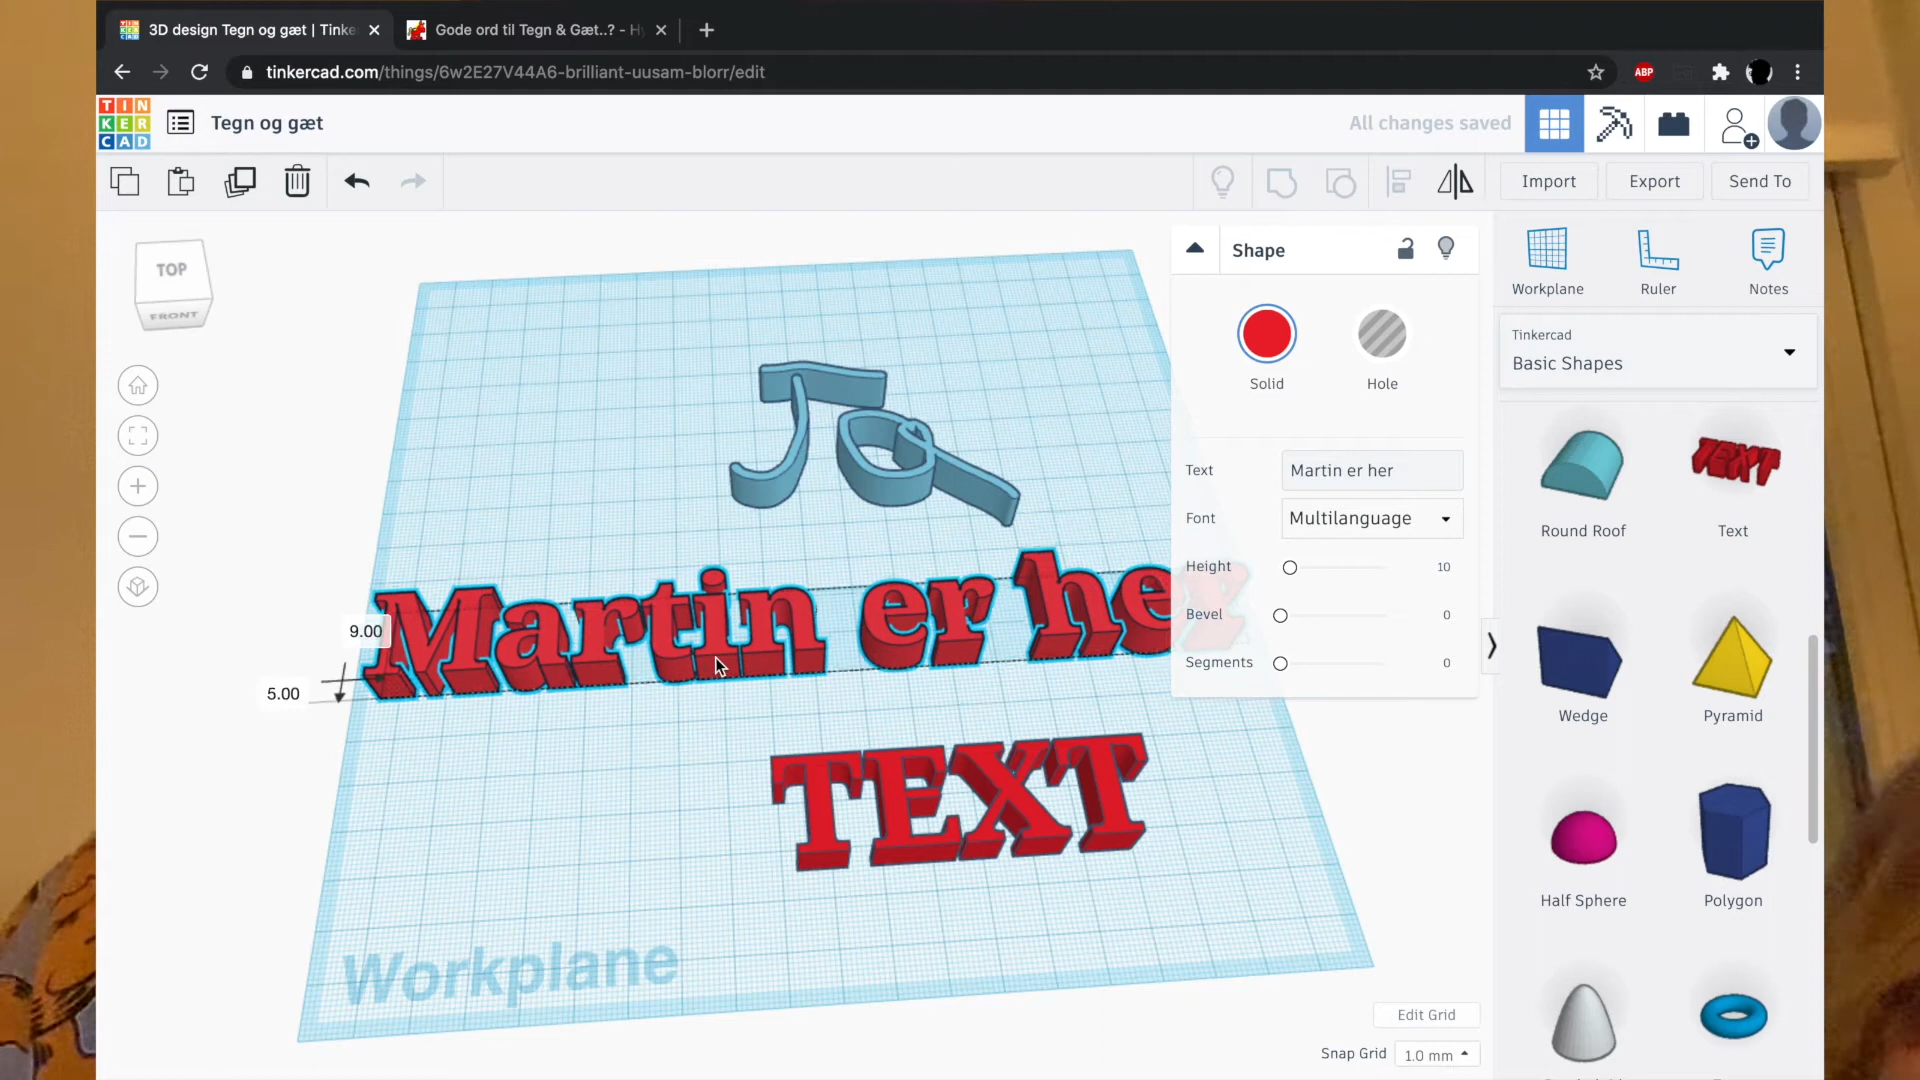 3D design Tegn og gæt | Tinke
Gode ord til Tegn & Gæt..? - H
tinkercad.com/things/6w2E27V44A6-brilliant-uusam-blorr/edit
ABP
TIN
KER
CAD
Tegn og gæt
All changes saved
Import
Export
Send To
TOP
FRONT
Shape
Solid
Hole
Text
Martin er her
Font
Multilanguage
Height
10
Bevel
0
Segments
0
Workplane
Ruler
Notes
Tinkercad
Basic Shapes
Round Roof
TEXT
Text
Wedge
Pyramid
Half Sphere
Polygon
Martin er her
9.00
5.00
TEXT
Workplane
Edit Grid
Snap Grid
1.0 mm